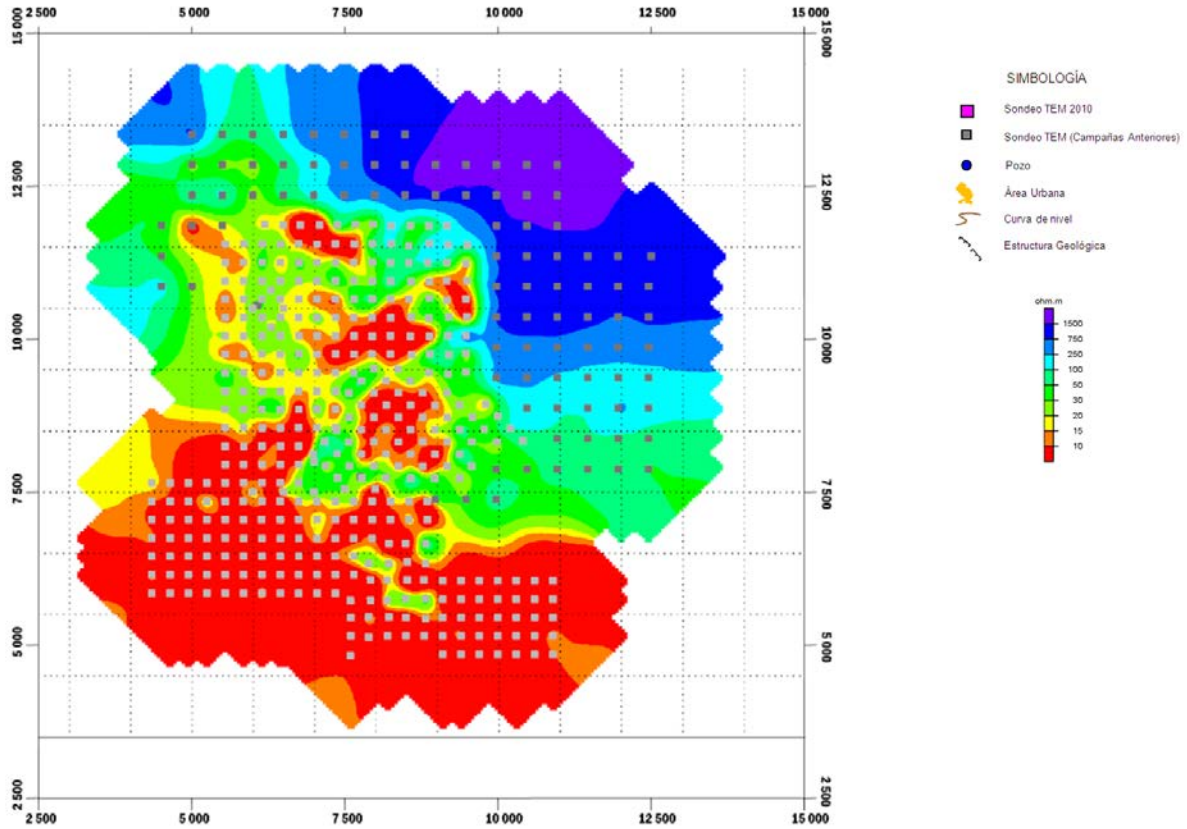 2 500 5 000 7 500 10 000 12 500 15 000
15 000 15 000
12 500 12 500
10 000 10 000
7 500 7 500
5 000 5 000
2 500 2 500
2 500 5 000 7 500 10 000 12 500 15 000
SIMBOLOGÍA
Sondeo TEM 2010
Sondeo TEM (Campañas Anteriores)
Pozo
Área Urbana
Curva de nivel
Estructura Geológica
ohm.m
1500
750
250
100
50
30
20
15
10